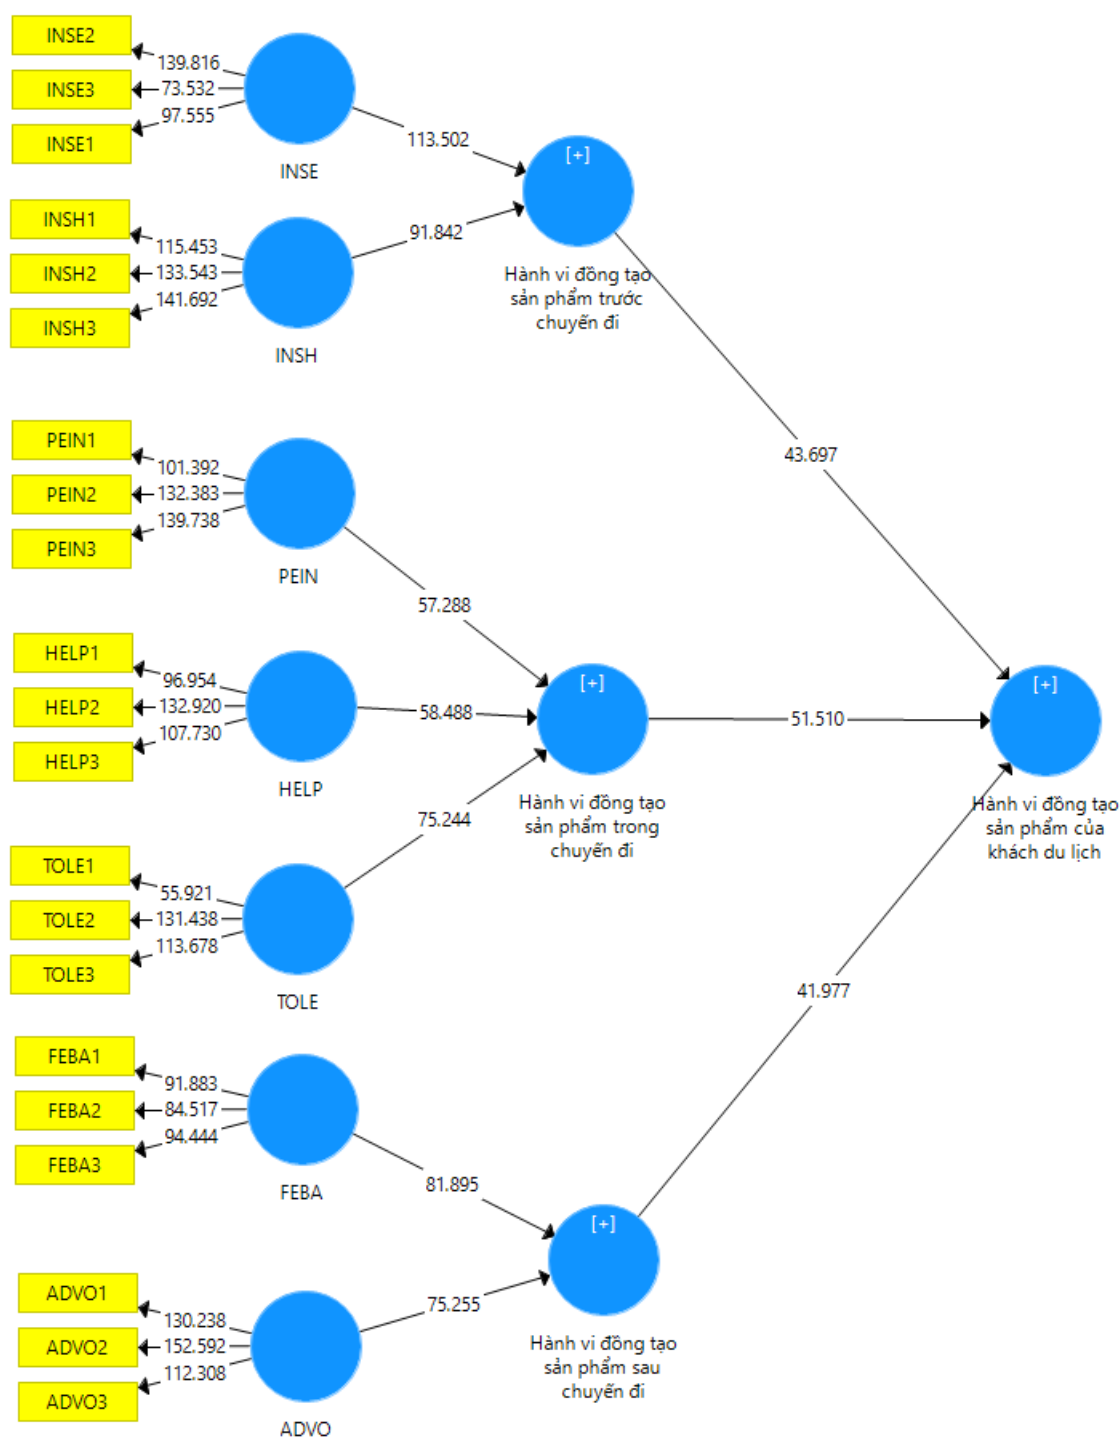 INSE2
139.816
INSE3
73.532
97.555
INSE1
INSE
113.502
[+]
INSH1
115.453
INSH2
133.543
141.692
INSH3
INSH
91.842
Hành vi đồng tạo
sản phẩm trước
chuyến đi
43.697
PEIN1
101.392
PEIN2
132.383
139.738
PEIN3
PEIN
57.288
HELP1
96.954
HELP2
132.920
107.730
HELP3
HELP
58.488
[+]
51.510
[+]
Hành vi đồng tạo
sản phẩm trong
chuyến đi
Hành vi đồng tạo
sản phẩm của
khách du lịch
75.244
TOLE1
55.921
TOLE2
131.438
113.678
TOLE3
TOLE
41.977
FEBA1
91.883
FEBA2
84.517
94.444
FEBA3
FEBA
81.895
[+]
ADVO1
130.238
ADVO2
152.592
112.308
ADVO3
ADVO
75.255
Hành vi đồng tạo
sản phẩm sau
chuyến đi